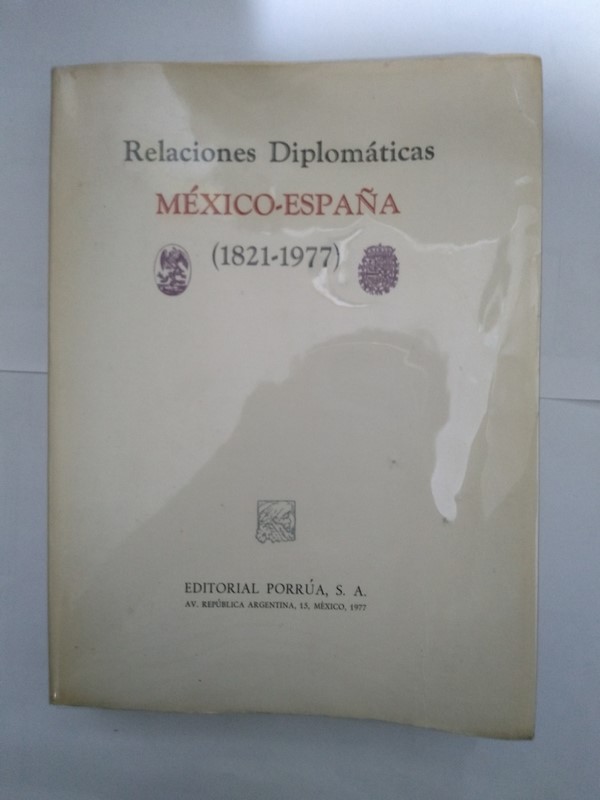 Relaciones Diplomáticas
MÉXICO-ESPAÑA
(1821-1977)
EDITORIAL PORRÚA, S. A.
AV. REPÚBLICA ARGENTINA, 15, MÉXICO, 1977